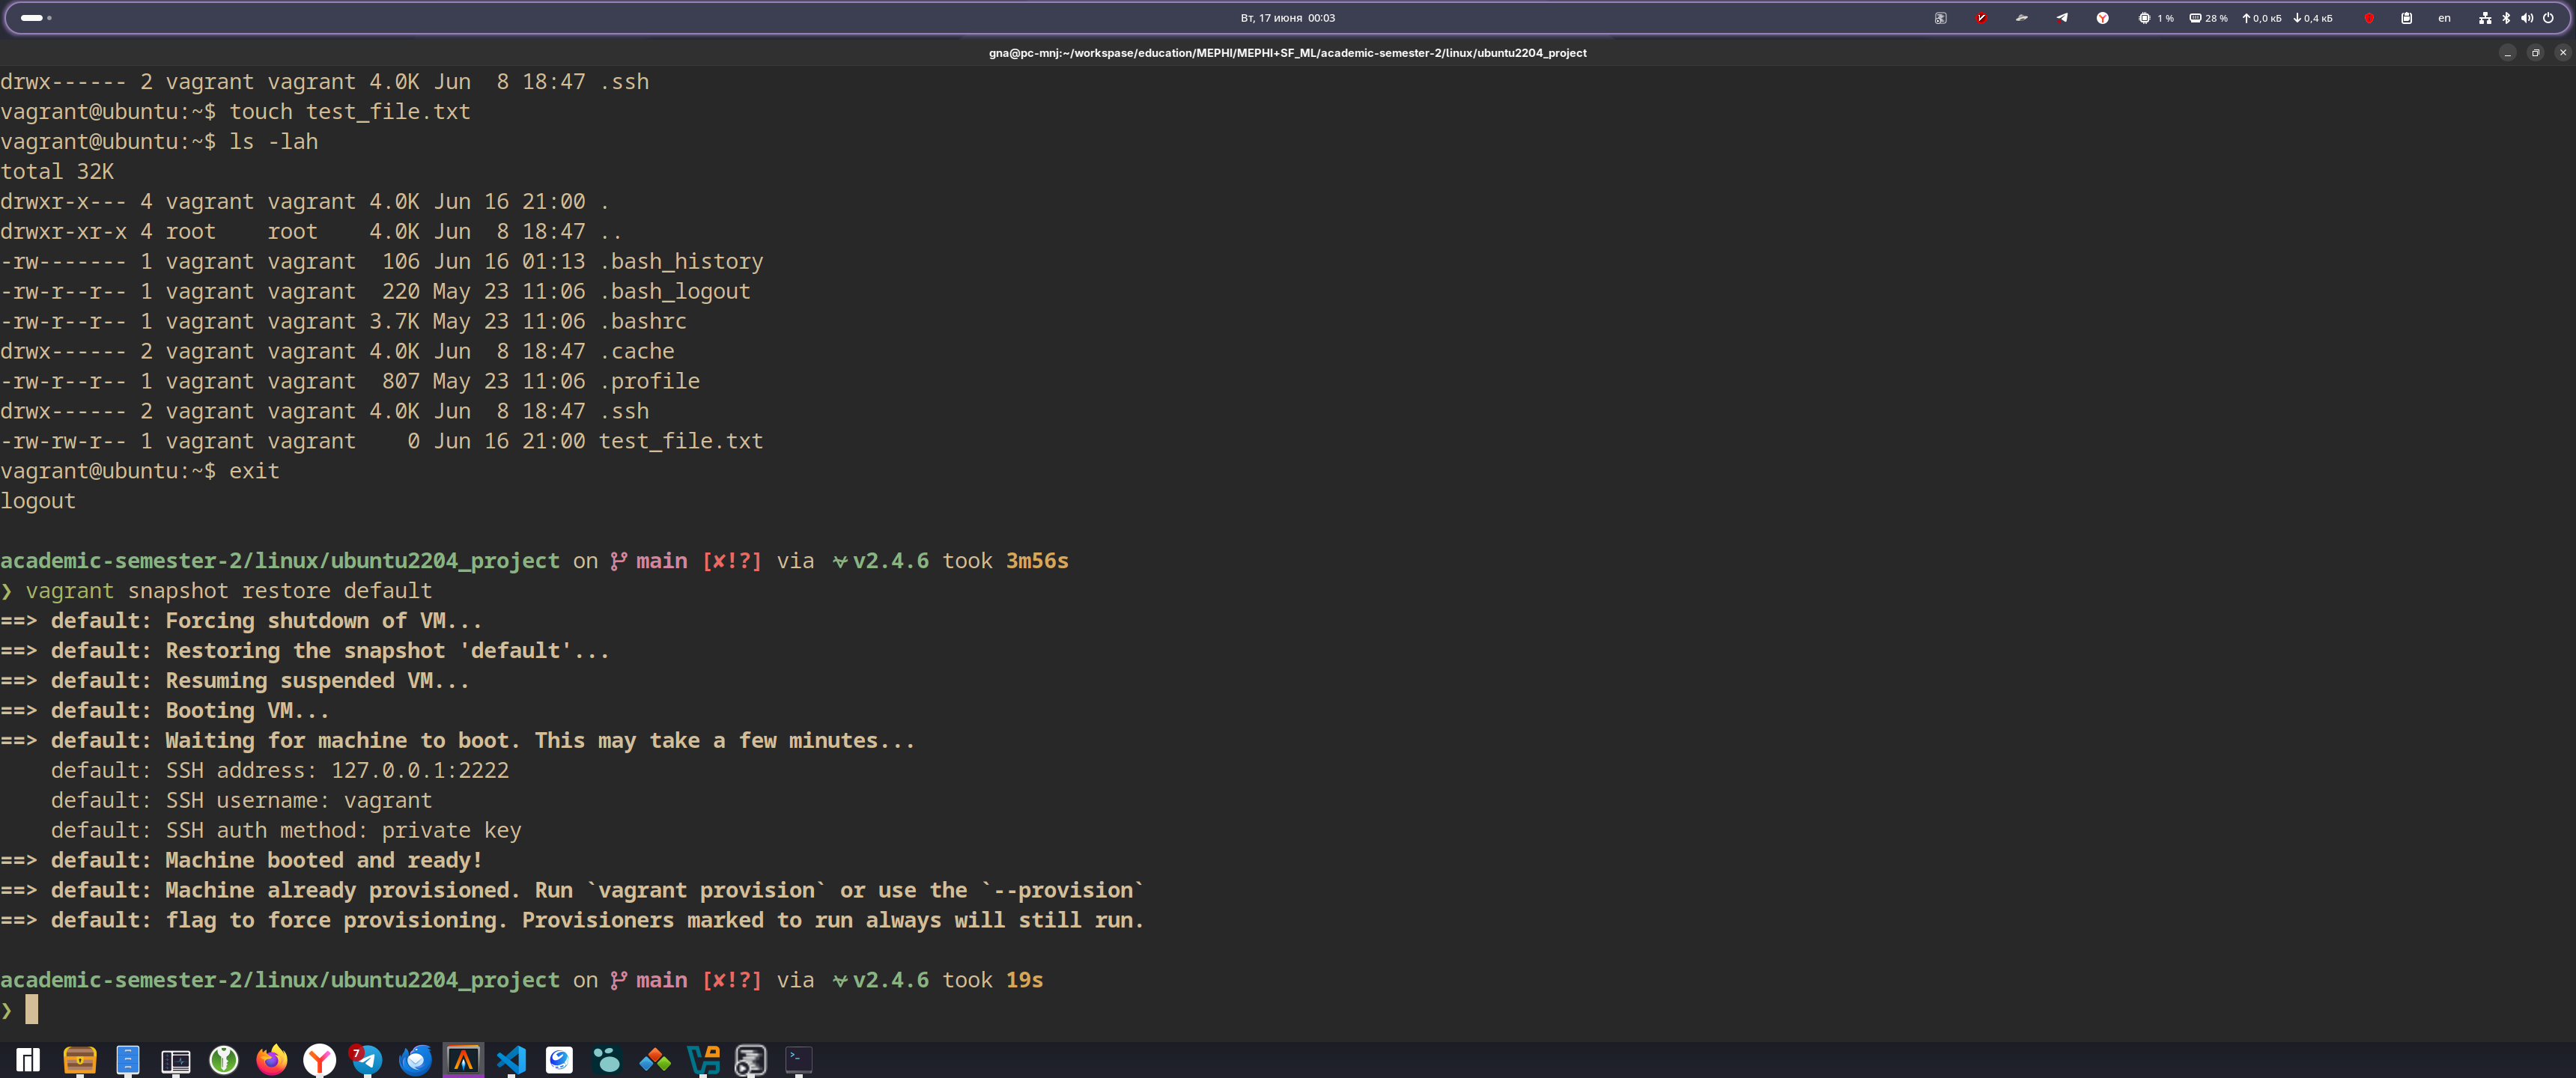 Вт, 17 июня 00:03
1 % 28 % 0,0 кБ 0,4 кБ en
gna@pc-mnj:~/workspase/education/MEPHI/MEPHI+SF_ML/academic-semester-2/linux/ubuntu2204_project
drwx------ 2 vagrant vagrant 4.0K Jun  8 18:47 .ssh
vagrant@ubuntu:~$ touch test_file.txt
vagrant@ubuntu:~$ ls -lah
total 32K
drwxr-x--- 4 vagrant vagrant 4.0K Jun 16 21:00 .
drwxr-xr-x 4 root    root    4.0K Jun  8 18:47 ..
-rw------- 1 vagrant vagrant  106 Jun 16 01:13 .bash_history
-rw-r--r-- 1 vagrant vagrant  220 May 23 11:06 .bash_logout
-rw-r--r-- 1 vagrant vagrant 3.7K May 23 11:06 .bashrc
drwx------ 2 vagrant vagrant 4.0K Jun  8 18:47 .cache
-rw-r--r-- 1 vagrant vagrant  807 May 23 11:06 .profile
drwx------ 2 vagrant vagrant 4.0K Jun  8 18:47 .ssh
-rw-rw-r-- 1 vagrant vagrant    0 Jun 16 21:00 test_file.txt
vagrant@ubuntu:~$ exit
logout
academic-semester-2/linux/ubuntu2204_project on main [✘!?] via v2.4.6 took 3m56s
❯ vagrant snapshot restore default
==> default: Forcing shutdown of VM...
==> default: Restoring the snapshot 'default'...
==> default: Resuming suspended VM...
==> default: Booting VM...
==> default: Waiting for machine to boot. This may take a few minutes...
    default: SSH address: 127.0.0.1:2222
    default: SSH username: vagrant
    default: SSH auth method: private key
==> default: Machine booted and ready!
==> default: Machine already provisioned. Run `vagrant provision` or use the `--provision`
==> default: flag to force provisioning. Provisioners marked to run always will still run.
academic-semester-2/linux/ubuntu2204_project on main [✘!?] via v2.4.6 took 19s
❯
7